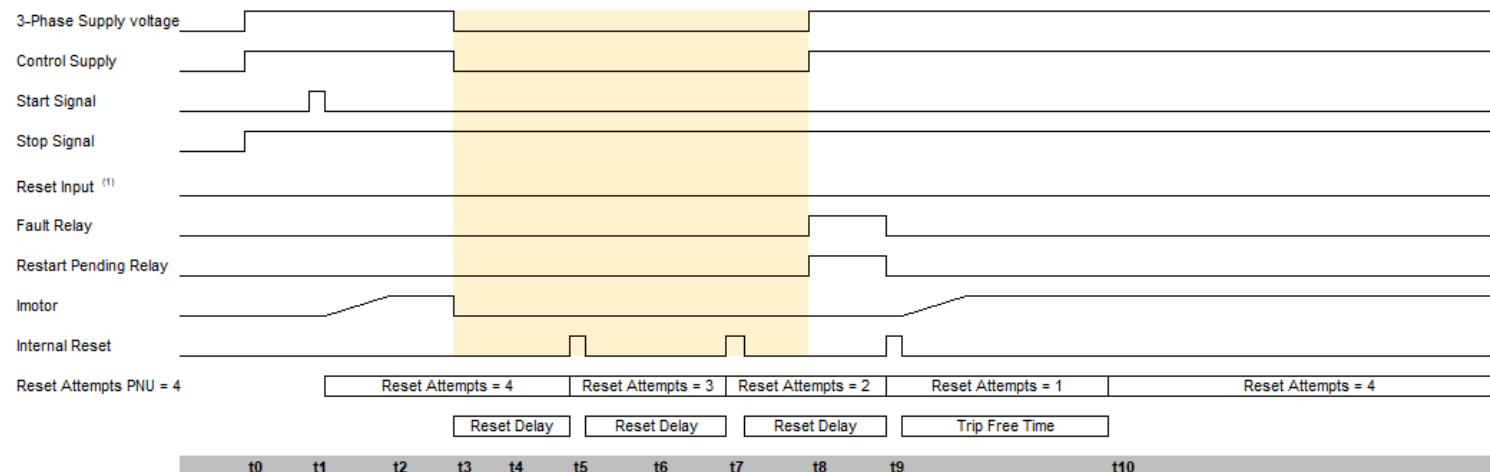 3-Phase Supply voltage
Control Supply
Start Signal
Stop Signal
Reset Input (1)
Fault Relay
Restart Pending Relay
Imotor
Internal Reset
Reset Attempts PNU = 4 Reset Attempts = 4 Reset Attempts = 3 Reset Attempts = 2 Reset Attempts = 1 Reset Attempts = 4
Reset Delay Reset Delay Reset Delay Trip Free Time
t0 t1 t2 t3 t4 t5 t6 t7 t8 t9 t10